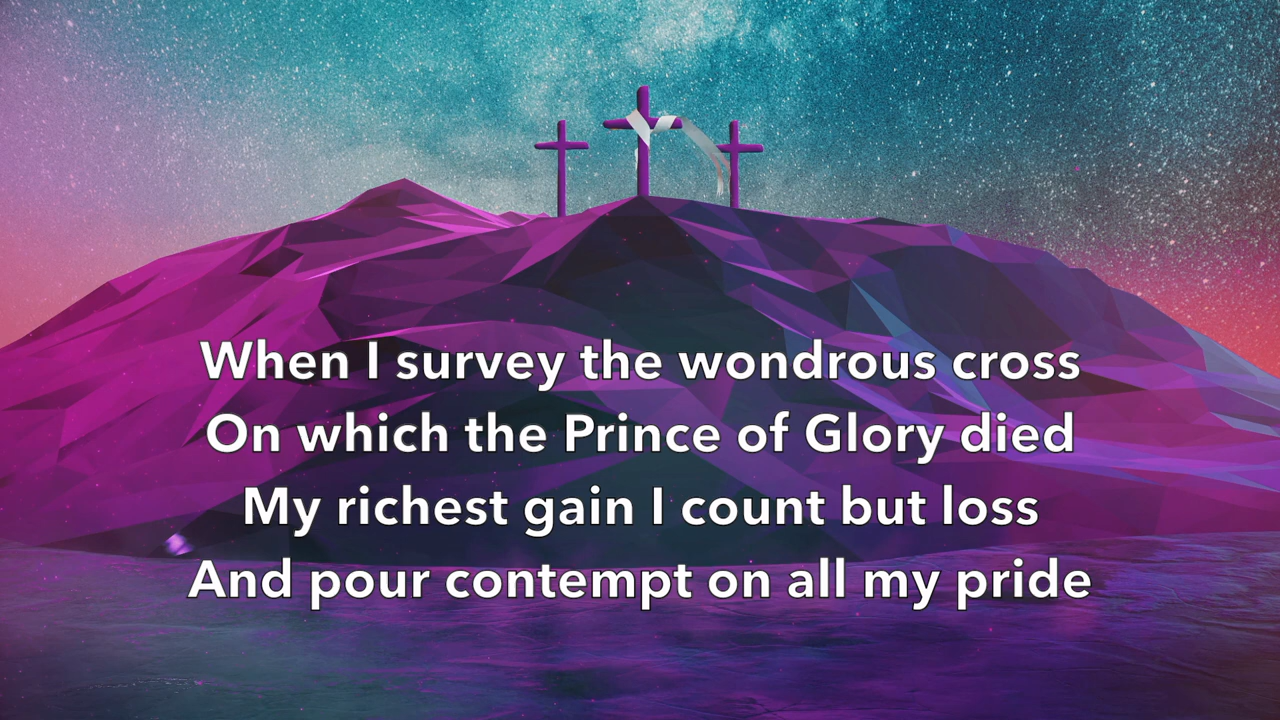 When I survey the wondrous cross
On which the Prince of Glory died
My richest gain I count but loss
And pour contempt on all my pride